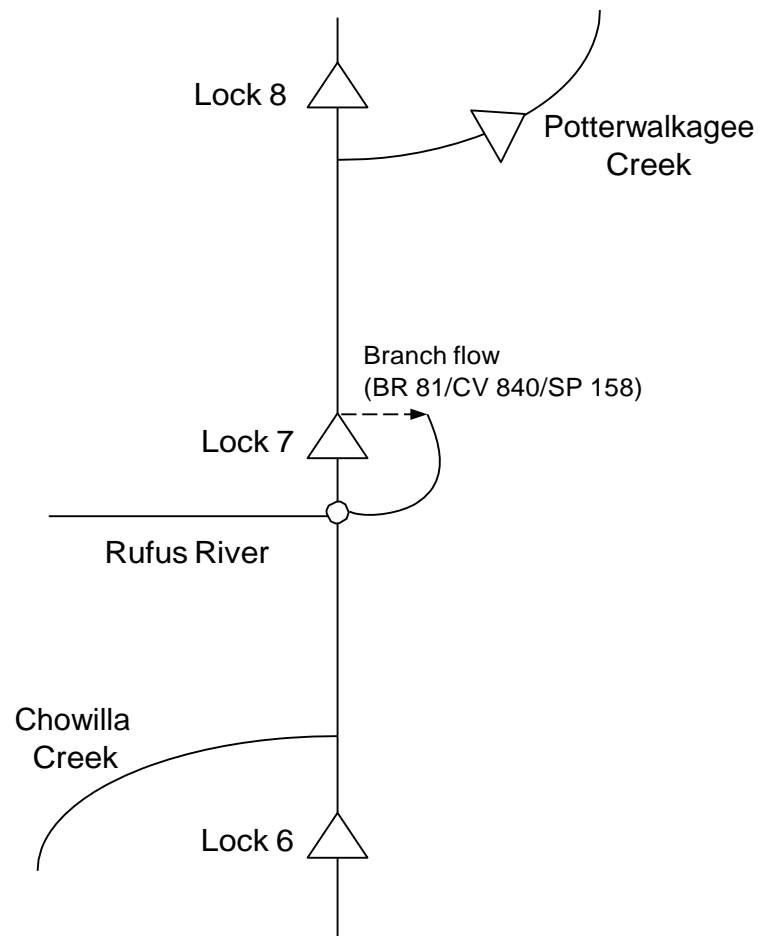 Lock 8
Potterwalkagee
Creek
Branch flow
(BR 81/CV 840/SP 158)
Lock 7
Rufus River
Chowilla
Creek
Lock 6